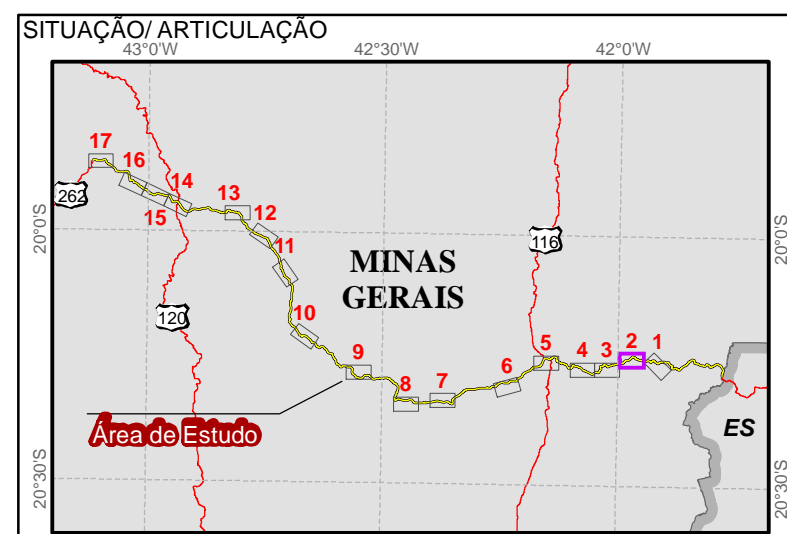 SITUAÇÃO/ ARTICULAÇÃO
43°0'W 42°30'W 42°0'W
17
16
262
14
15
13
12
20°0'S
11
116
20°0'S
MINAS
GERAIS
10
120
9
5
4
3
2
1
6
8
7
Área de Estudo
ES
20°30'S
20°30'S